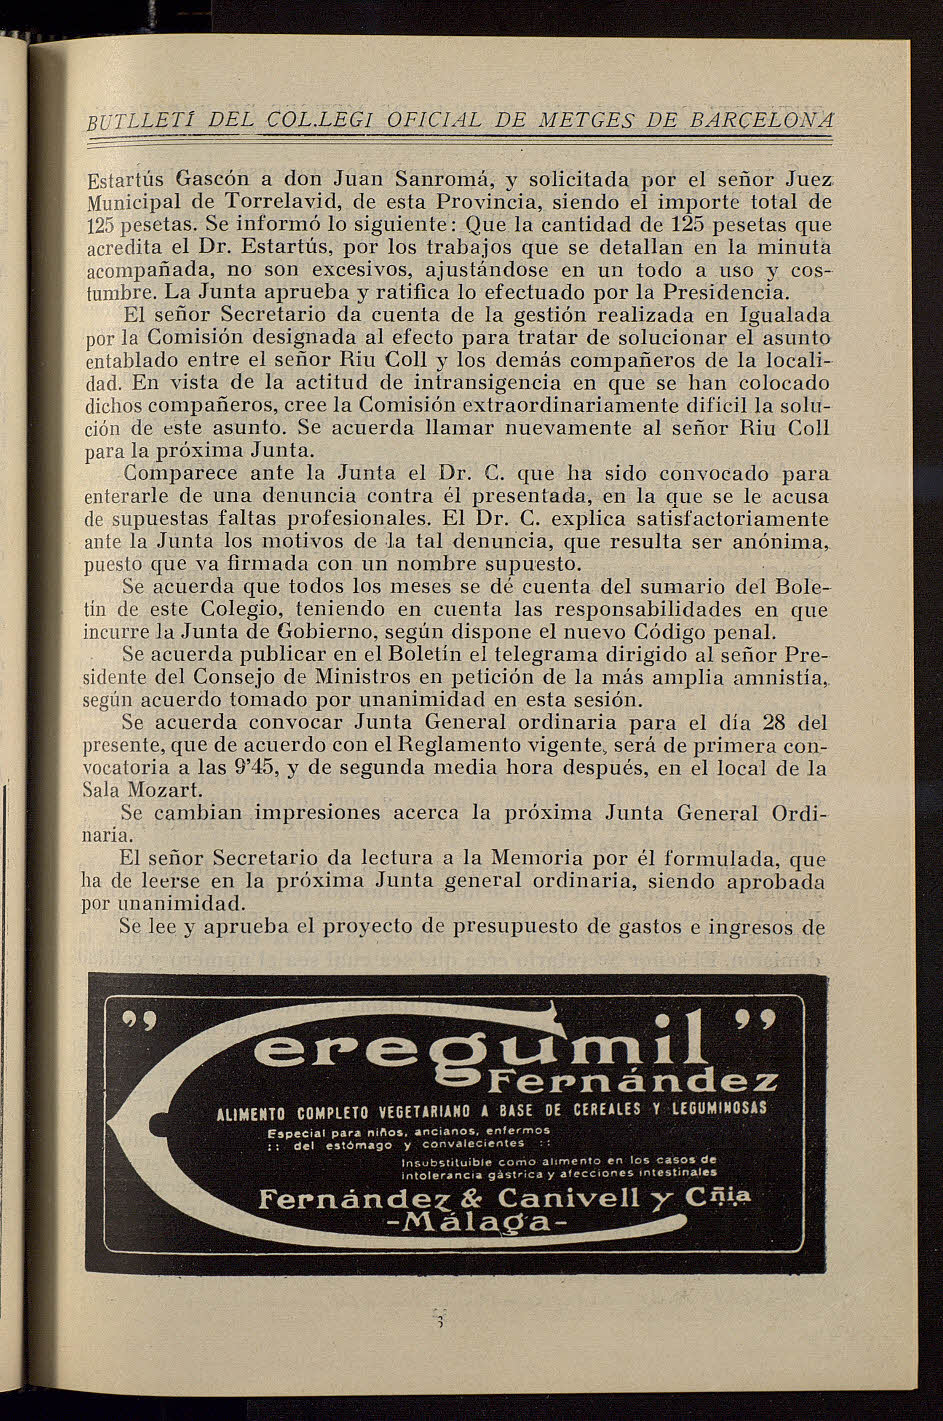 BUTLLETÍ DEL COL.LEGI OFICIAL DE METGES DE BARCELONA
Estartús Gascón a don Juan Sanromá, y solicitada por el señor Juez
Municipal de Torrelavid, de esta Provincia, siendo el importe total de
125 pesetas. Se informó lo siguiente: Que la cantidad de 125 pesetas que
acredita el Dr. Estartús, por los trabajos que se detallan en la minuta
acompañada, no son excesivos, ajustándose en un todo a uso y cos-
tumbre. La Junta aprueba y ratifica lo efectuado por la Presidencia.
El señor Secretario da cuenta de la gestión realizada en Igualada
por la Comisión designada al efecto para tratar de solucionar el asunto
entablado entre el señor Riu Coll y los demás compañeros de la locali-
dad. En vista de la actitud de intransigencia en que se han colocado
dichos compañeros, cree la Comisión extraordinariamente difícil la solu-
ción de este asunto. Se acuerda llamar nuevamente al señor Riu Coll
para la próxima Junta.
Comparece ante la Junta el Dr. C. que ha sido convocado para
enterarle de una denuncia contra él presentada, en la que se le acusa
de supuestas faltas profesionales. El Dr. C. explica satisfactoriamente
ante la Junta los motivos de la tal denuncia, que resulta ser anónima,
puesto que va firmada con un nombre supuesto.
Se acuerda que todos los meses se dé cuenta del sumario del Bole-
tín de este Colegio, teniendo en cuenta las responsabilidades en que
incurre la Junta de Gobierno, según dispone el nuevo Código penal.
Se acuerda publicar en el Boletín el telegrama dirigido al señor Pre-
sidente del Consejo de Ministros en petición de la más amplia amnistía,
según acuerdo tomado por unanimidad en esta sesión.
Se acuerda convocar Junta General ordinaria para el día 28 del
presente, que de acuerdo con el Reglamento vigente, será de primera con-
vocatoria a las 9'45, y de segunda media hora después, en el local de la
Sala Mozart.
Se cambian impresiones acerca la próxima Junta General Ordi-
naria.
El señor Secretario da lectura a la Memoria por él formulada, que
ha de leerse en la próxima Junta general ordinaria, siendo aprobada
por unanimidad.
Se lee y aprueba el proyecto de presupuesto de gastos e ingresos de
"Ceregumil"
Fernández
ALIMENTO COMPLETO VEGETARIANO A BASE DE CEREALES Y LEGUMINOSAS
Especial para niños, ancianos, enfermos
:: del estómago y convalecientes ::
Insubstituible como alimento en los casos de
intolerancia gástrica y afecciones intestinales
Fernández & Canivell y Cñia
-Málaga-
3